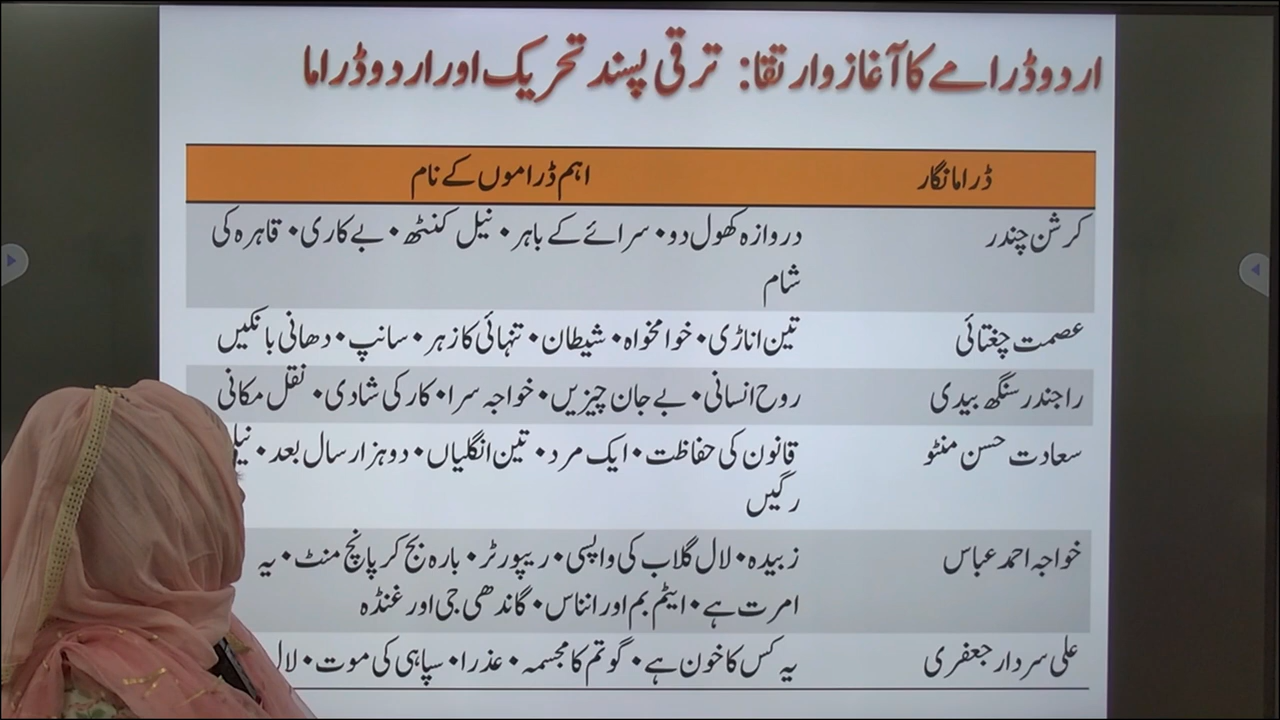 اردو ڈرامے کا آغاز و ارتقا: ترقی پسند تحریک اور اردو ڈراما
ڈراما نگار اہم ڈراموں کے نام
کرشن چندر دروازہ کھول دو• سرائے کے باہر• نیل کنٹھ• بے کاری• قاہرہ کی
شام
عصمت چغتائی تین اناڑی• خوامخواہ• شیطان• تنہائی کا زہر• سانپ• دھانی بانکیں
راجندر سنگھ بیدی روح انسانی• بے جان چیزیں• خواجہ سرا• کار کی شادی• نقل مکانی
سعادت حسن منٹو قانون کی حفاظت• ایک مرد• تین انگلیاں• دو ہزار سال بعد•
رگیں
خواجہ احمد عباس زبیدہ• لال گلاب کی واپسی• ریپورٹر• بارہ بج کر پانچ منٹ• یہ
امرت ہے• ایٹم بم اور انناس• گاندھی جی اور غنڈہ
علی سردار جعفری یہ کس کا خون ہے• گوتم کا مجسمہ• عذرا• سپاہی کی موت• لال